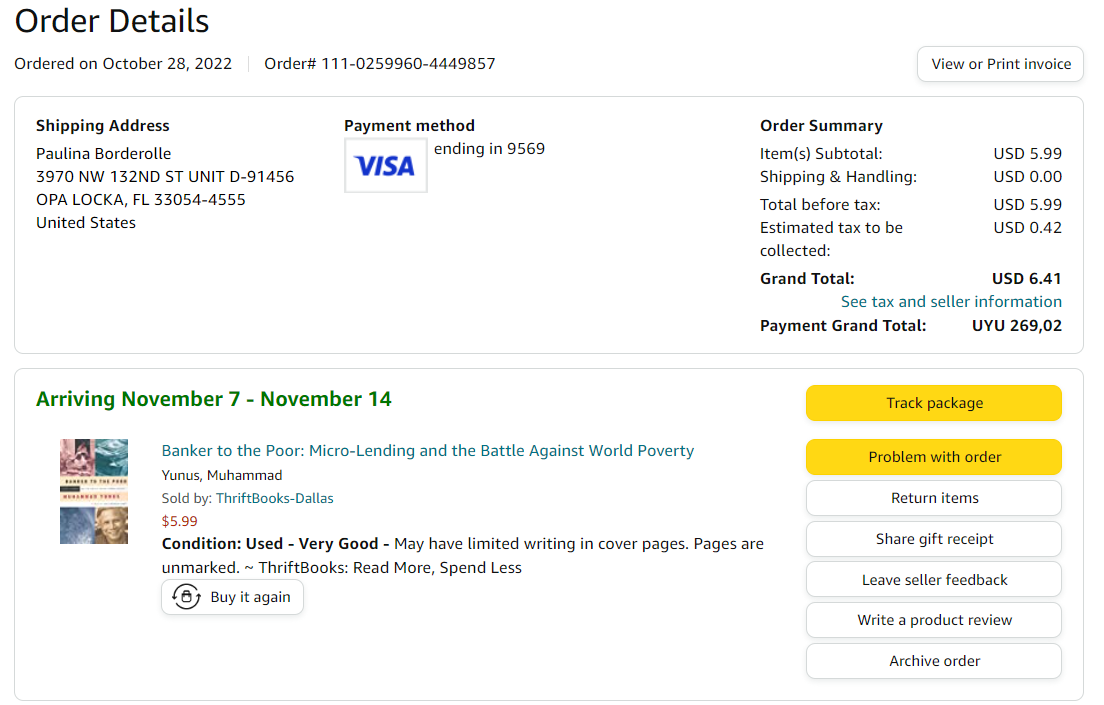 Order Details
Ordered on October 28, 2022 Order# 111-0259960-4449857
View or Print invoice
Shipping Address
Paulina Borderolle
3970 NW 132ND ST UNIT D-91456
OPA LOCKA, FL 33054-4555
United States
Payment method
VISA ending in 9569
Order Summary
Item(s) Subtotal: USD 5.99
Shipping & Handling: USD 0.00
Total before tax: USD 5.99
Estimated tax to be USD 0.42
collected:
Grand Total: USD 6.41
See tax and seller information
Payment Grand Total: UYU 269,02
Arriving November 7 - November 14
BANKER TO THE POOR
MUHAMMAD YUNUS
Banker to the Poor: Micro-Lending and the Battle Against World Poverty
Yunus, Muhammad
Sold by: ThriftBooks-Dallas
$5.99
Condition: Used - Very Good - May have limited writing in cover pages. Pages are
unmarked. ~ ThriftBooks: Read More, Spend Less
Buy it again
Track package
Problem with order
Return items
Share gift receipt
Leave seller feedback
Write a product review
Archive order